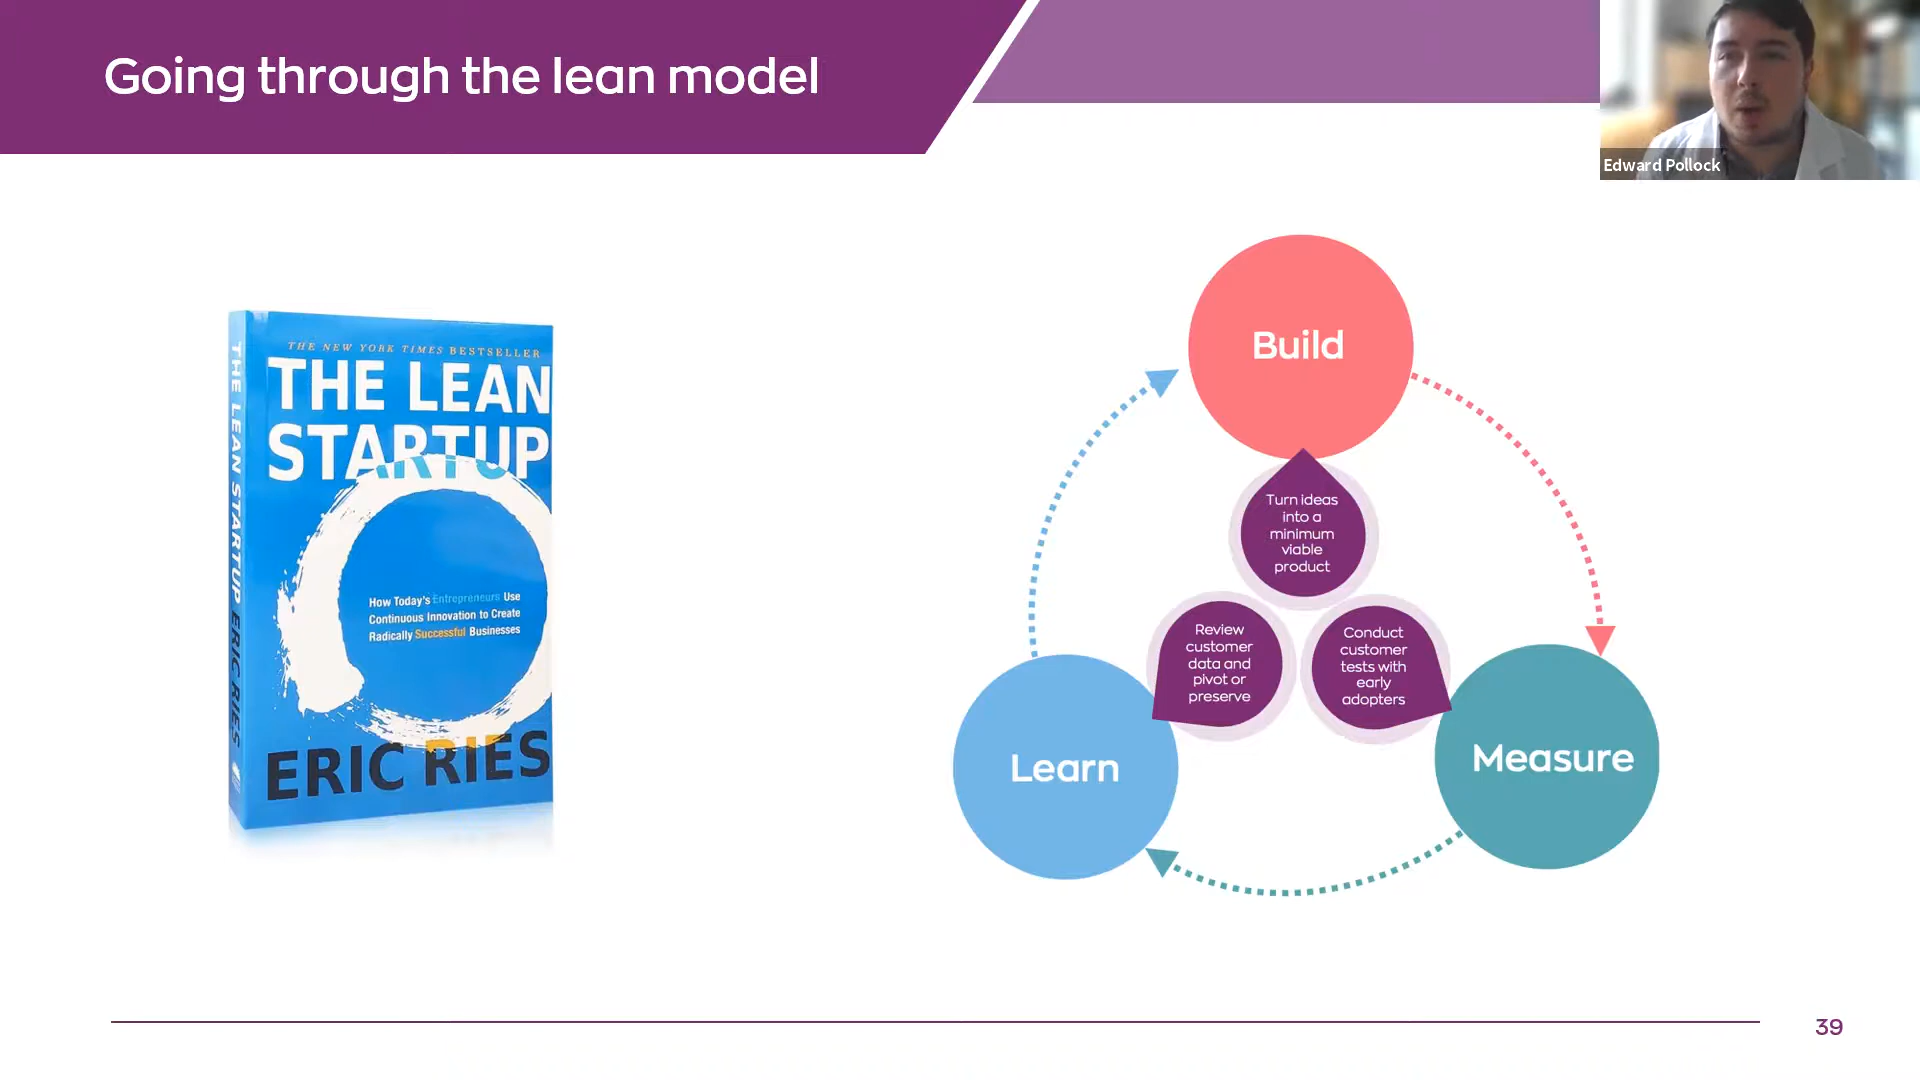 Going through the lean model
Edward Pollock
THE NEW YORK TIMES BESTSELLER
THE LEAN
STARTUP
How Today's Entrepreneurs Use
Continuous Innovation to Create
Radically Successful Businesses
ERIC RIES
THE LEAN STARTUP ERIC RIES
Build
Turn ideas
into a
minimum
viable
product
Review
customer
data and
pivot or
preserve
Conduct
customer
tests with
early
adopters
Learn
Measure
39